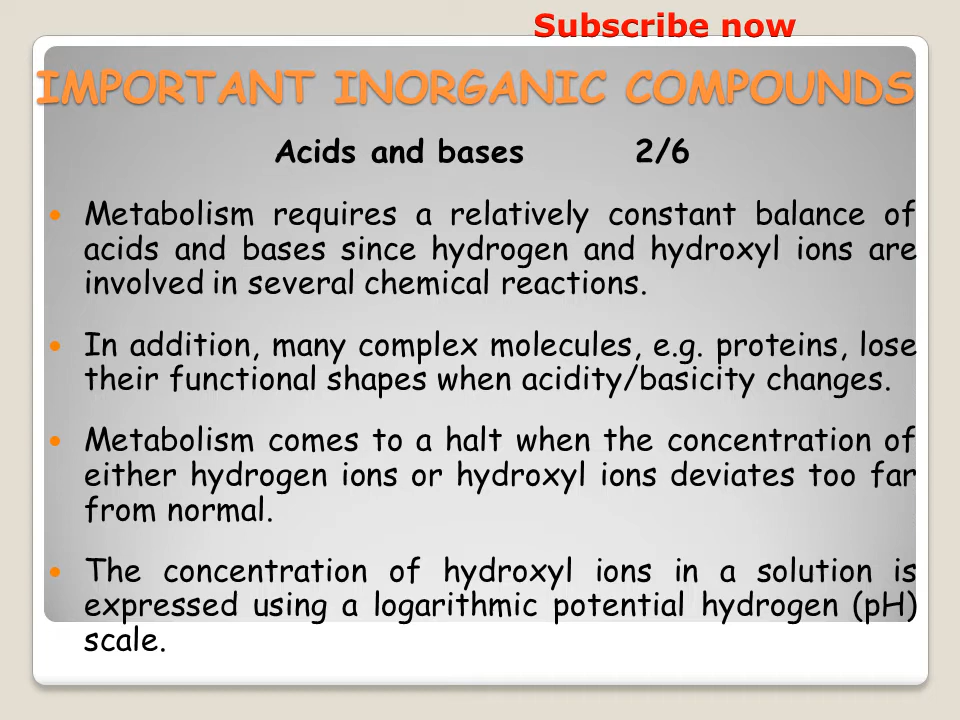 Subscribe now
IMPORTANT INORGANIC COMPOUNDS
Acids and bases 2/6
Metabolism requires a relatively constant balance of
acids and bases since hydrogen and hydroxyl ions are
involved in several chemical reactions.
In addition, many complex molecules, e.g. proteins, lose
their functional shapes when acidity/basicity changes.
Metabolism comes to a halt when the concentration of
either hydrogen ions or hydroxyl ions deviates too far
from normal.
The concentration of hydroxyl ions in a solution is
expressed using a logarithmic potential hydrogen (pH)
scale.